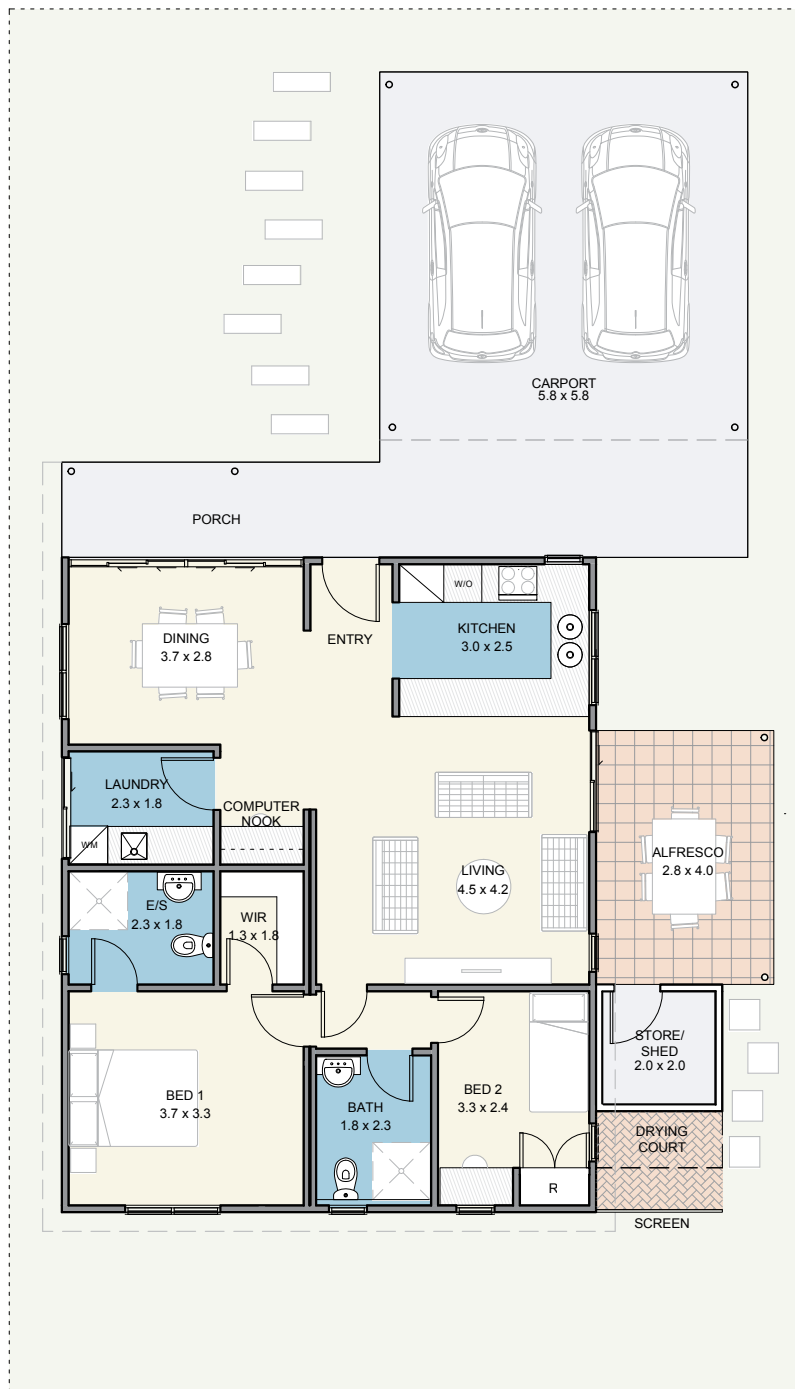 CARPORT
5.8 x 5.8
PORCH
W/O
DINING
3.7 x 2.8
ENTRY
KITCHEN
3.0 x 2.5
LAUNDRY
2.3 x 1.8
WM
COMPUTER
NOOK
LIVING
4.5 x 4.2
ALFRESCO
2.8 x 4.0
E/S
2.3 x 1.8
WIR
1.3 x 1.8
STORE/
SHED
2.0 x 2.0
BED 1
3.7 x 3.3
BATH
1.8 x 2.3
BED 2
3.3 x 2.4
DRYING
COURT
R
SCREEN